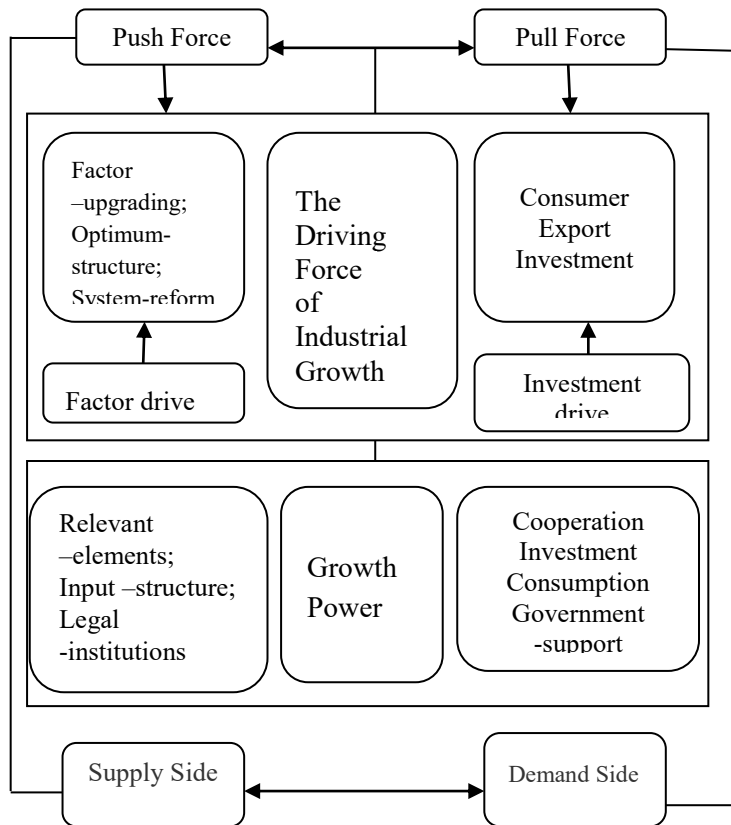 Push Force
Pull Force
Factor
–upgrading;
Optimum-
structure;
System-reform
The
Driving
Force
of
Industrial
Growth
Consumer
Export
Investment
Factor drive
Investment
drive
Relevant
–elements;
Input –structure;
Legal
-institutions
Growth
Power
Cooperation
Investment
Consumption
Government
-support
Supply Side
Demand Side